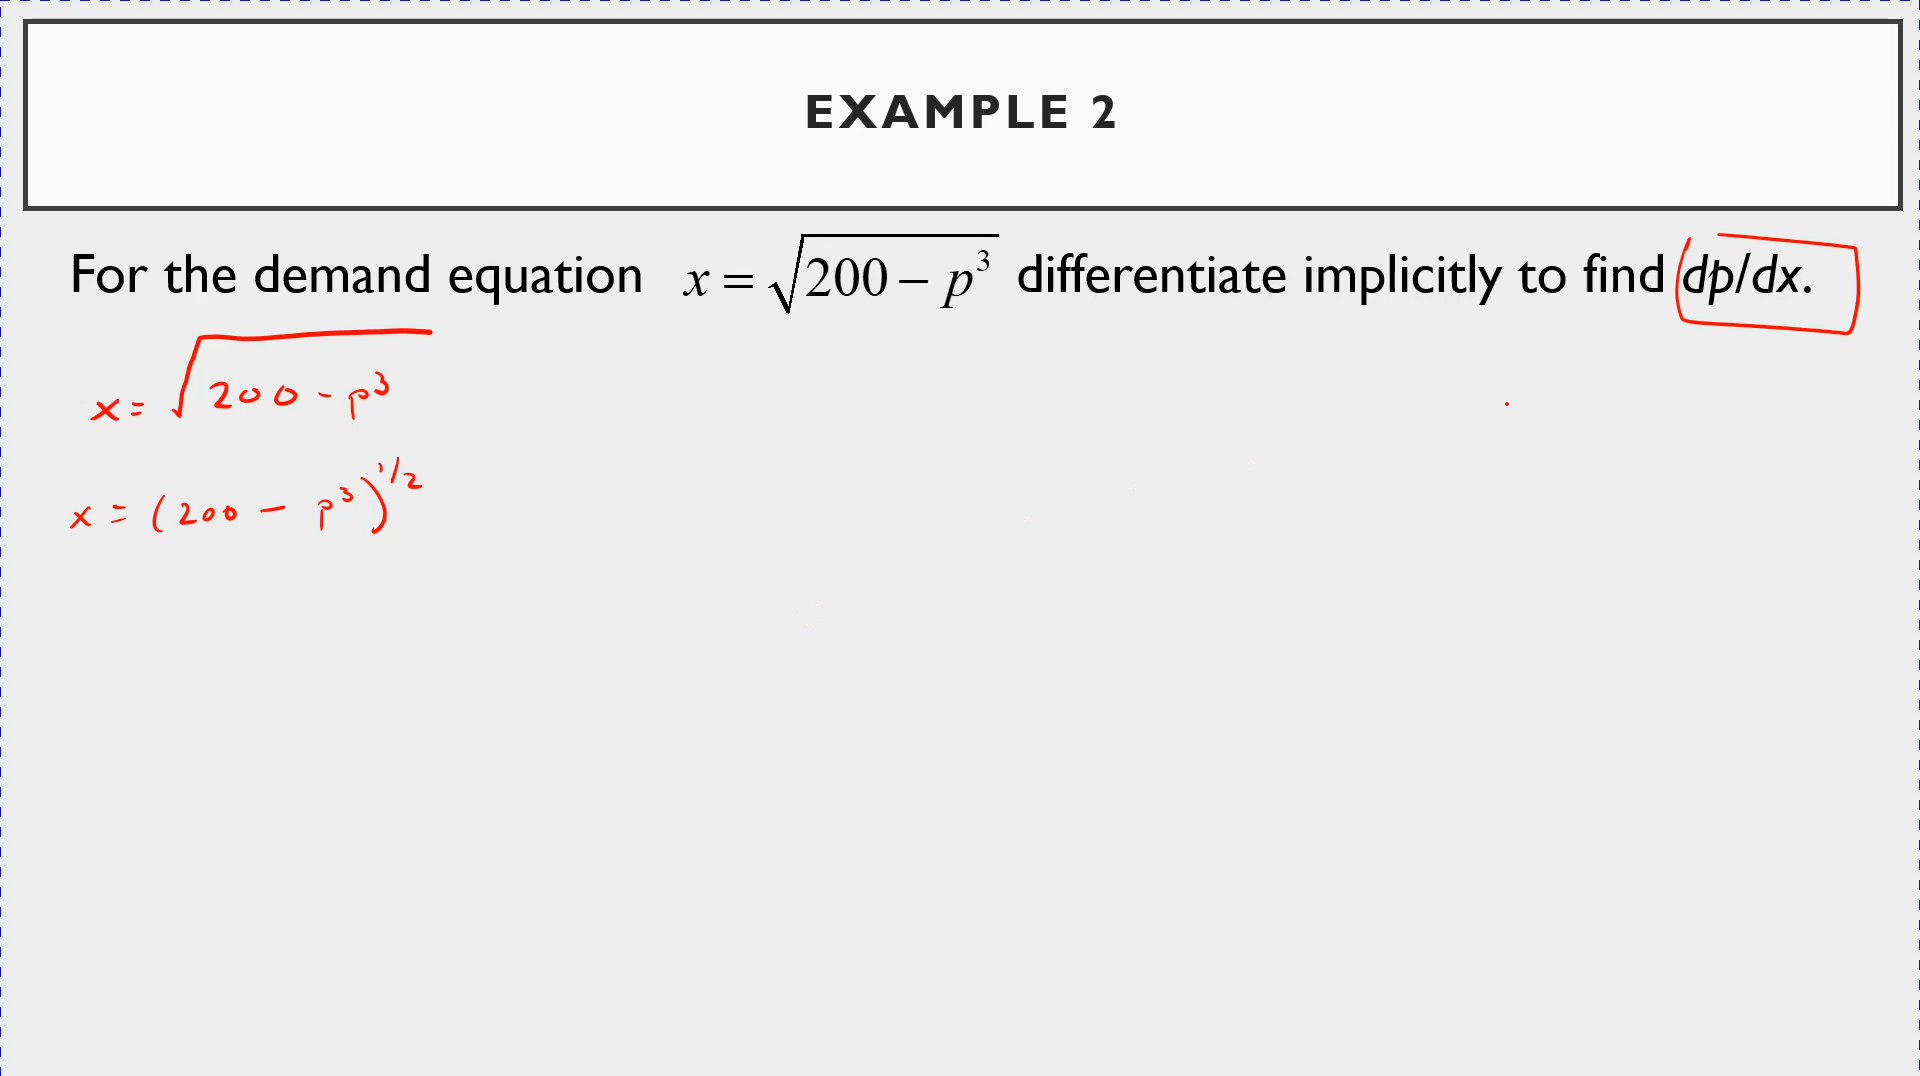 EXAMPLE 2
For the demand equation x = √200 − p³ differentiate implicitly to find dp/dx.
x = √200 - p³
x = (200 - p³)^1/2